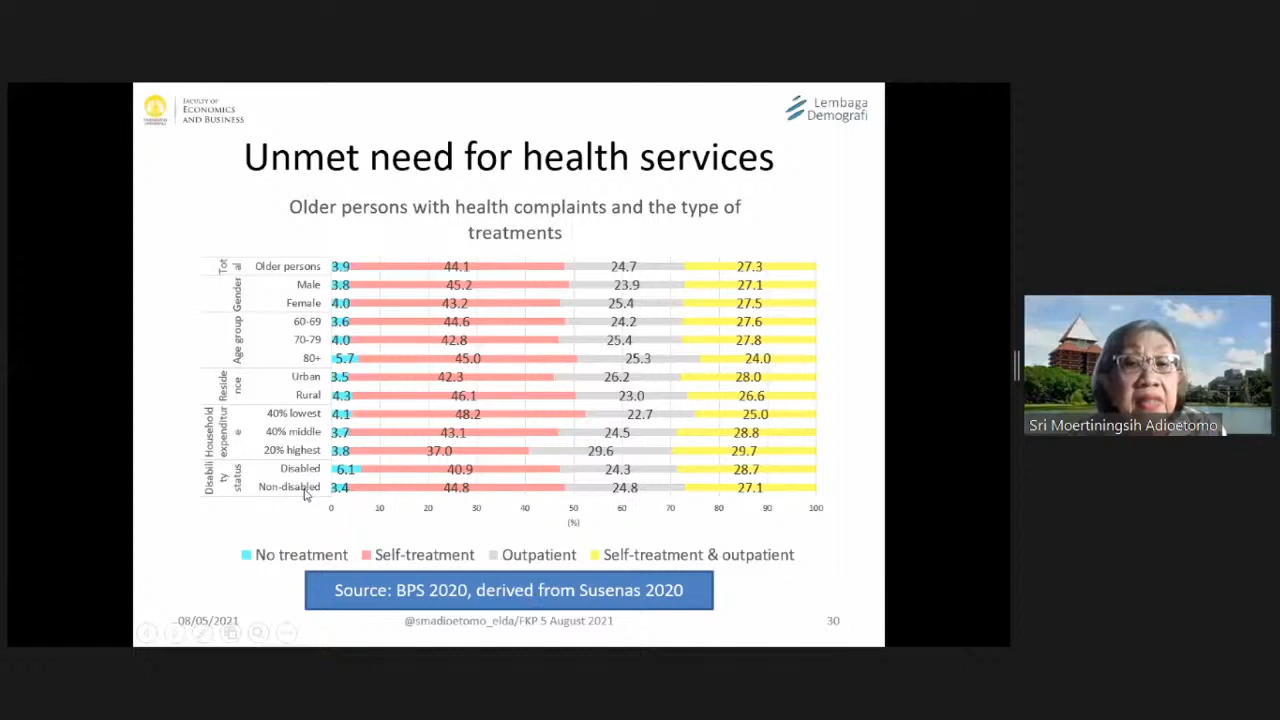 FACULTY OF
ECONOMICS
AND BUSINESS
Lembaga
Demografi
Unmet need for health services
Older persons with health complaints and the type of
treatments
Tot
al
Older persons 3.9 44.1 24.7 27.3
Gender
Male 3.8 45.2 23.9 27.1
Female 4.0 43.2 25.4 27.5
Age group
60-69 3.6 44.6 24.2 27.6
70-79 4.0 42.8 25.4 27.8
80+ 5.7 45.0 25.3 24.0
Reside
nce
Urban 3.5 42.3 26.2 28.0
Rural 4.3 46.1 23.0 26.6
Household
expenditur
e
40% lowest 4.1 48.2 22.7 25.0
40% middle 3.7 43.1 24.5 28.8
20% highest 3.8 37.0 29.6 29.7
Disabili
ty
status
Disabled 6.1 40.9 24.3 28.7
Non-disabled 3.4 44.8 24.8 27.1
0 10 20 30 40 50 60 70 80 90 100
(%)
No treatment Self-treatment Outpatient Self-treatment & outpatient
Source: BPS 2020, derived from Susenas 2020
08/05/2021 @smadioetomo_elda/FKP 5 August 2021 30
Sri Moertiningsih Adioetomo